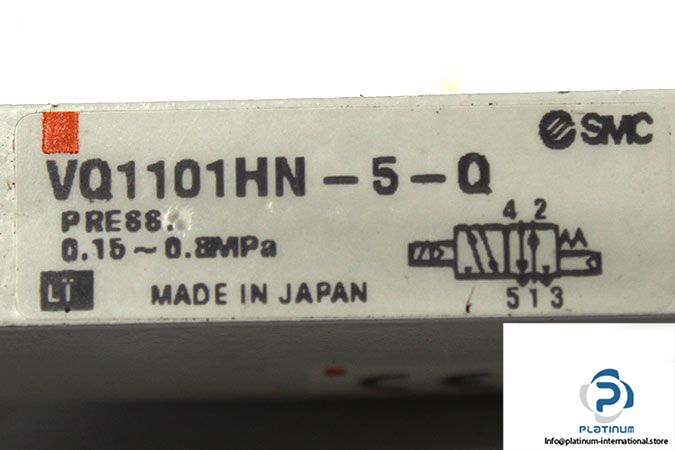 SMC
VQ1101HN-5-Q
PRESS.
0.15~0.8MPa
4 2
5 1 3
LT MADE IN JAPAN
PLATINUM
Info@platinum-international.store